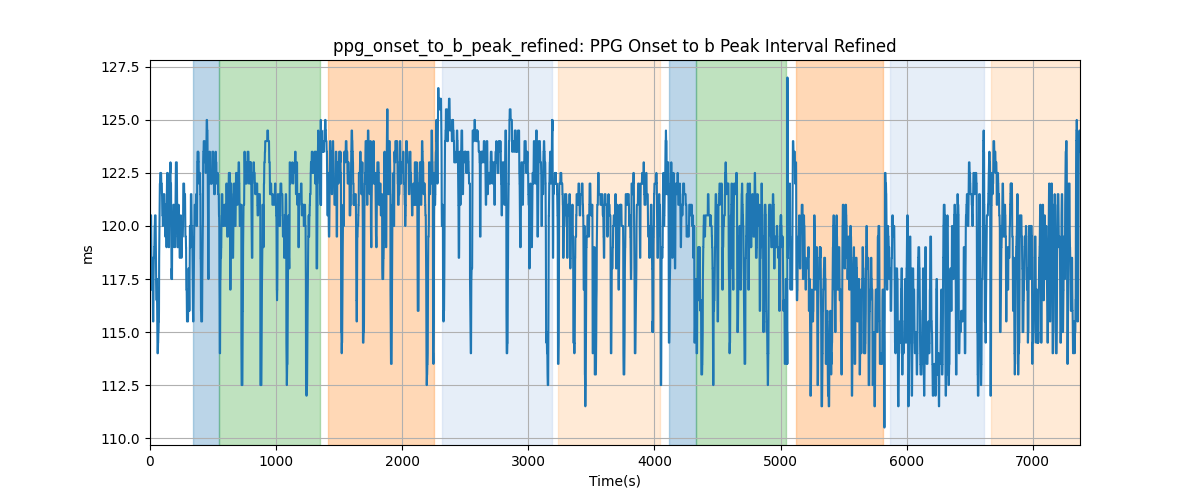 ppg_onset_to_b_peak_refined: PPG Onset to b Peak Interval Refined
127.5
125.0
122.5
120.0
117.5
115.0
112.5
110.0
ms
0 1000 2000 3000 4000 5000 6000 7000
Time(s)